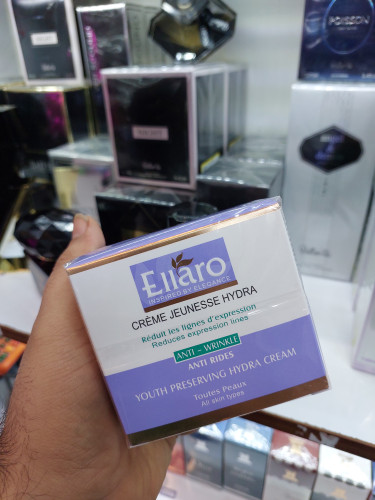 POISSON
Ellaro
INSPIRED BY ELEGANCE
CRÈME JEUNESSE HYDRA
Réduit les lignes d'expression
Reduces expression lines
ANTI - WRINKLE
ANTI RIDES
YOUTH PRESERVING HYDRA CREAM
Toutes Peaux
All skin types